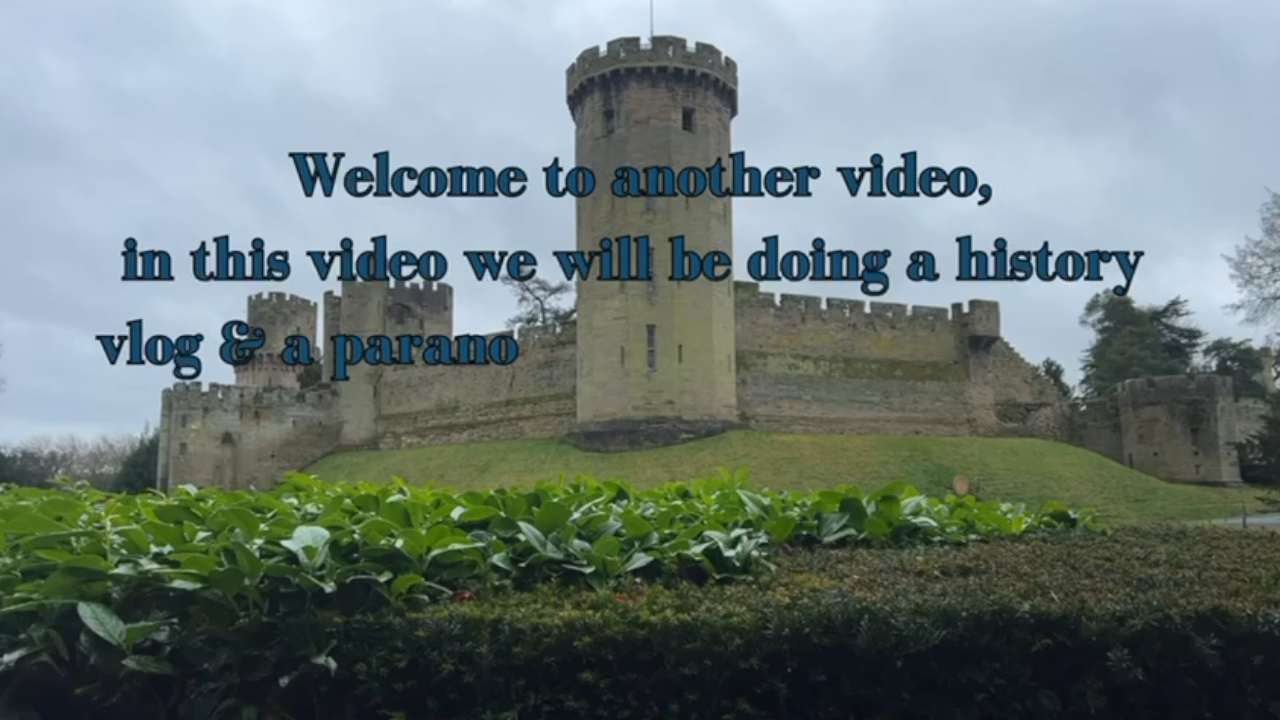 Welcome to another video,
in this video we will be doing a history
vlog & a parano